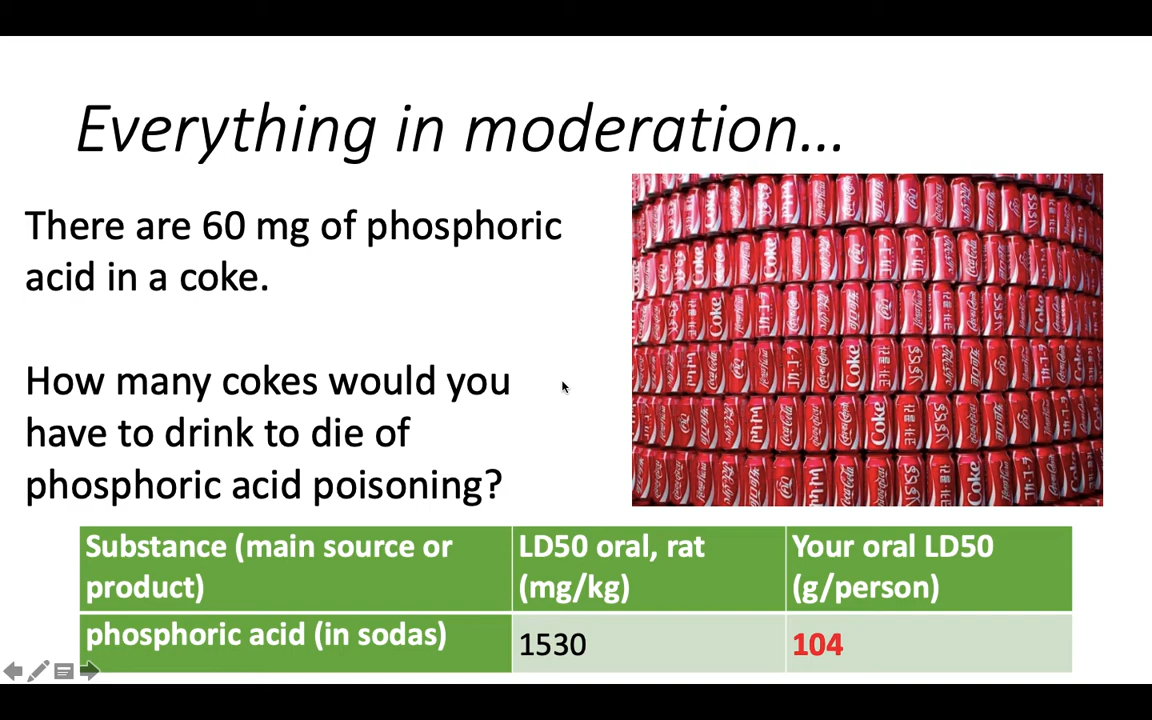 Everything in moderation...
There are 60 mg of phosphoric
acid in a coke.
How many cokes would you
have to drink to die of
phosphoric acid poisoning?
Substance (main source or
product)
LD50 oral, rat
(mg/kg)
Your oral LD50
(g/person)
phosphoric acid (in sodas)
1530
104